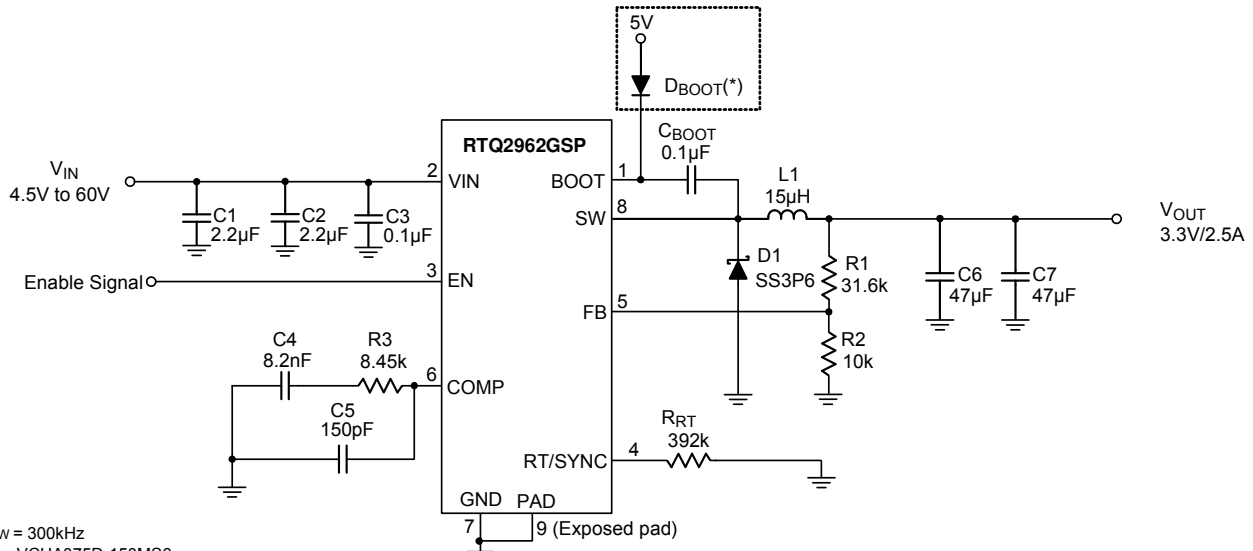 5V
DBOOT(*)
RTQ2962GSP
CBOOT
0.1μF
VIN
4.5V to 60V
2
VIN
BOOT
1
L1
15μH
C1
2.2μF
C2
2.2μF
C3
0.1μF
SW
8
VOUT
3.3V/2.5A
Enable Signal
3
EN
D1
SS3P6
R1
31.6k
C6
47μF
C7
47μF
FB
5
R2
10k
C4
8.2nF
R3
8.45k
6
COMP
C5
150pF
RRT
392k
RT/SYNC
4
GND
PAD
7
9 (Exposed pad)
= 300kHz